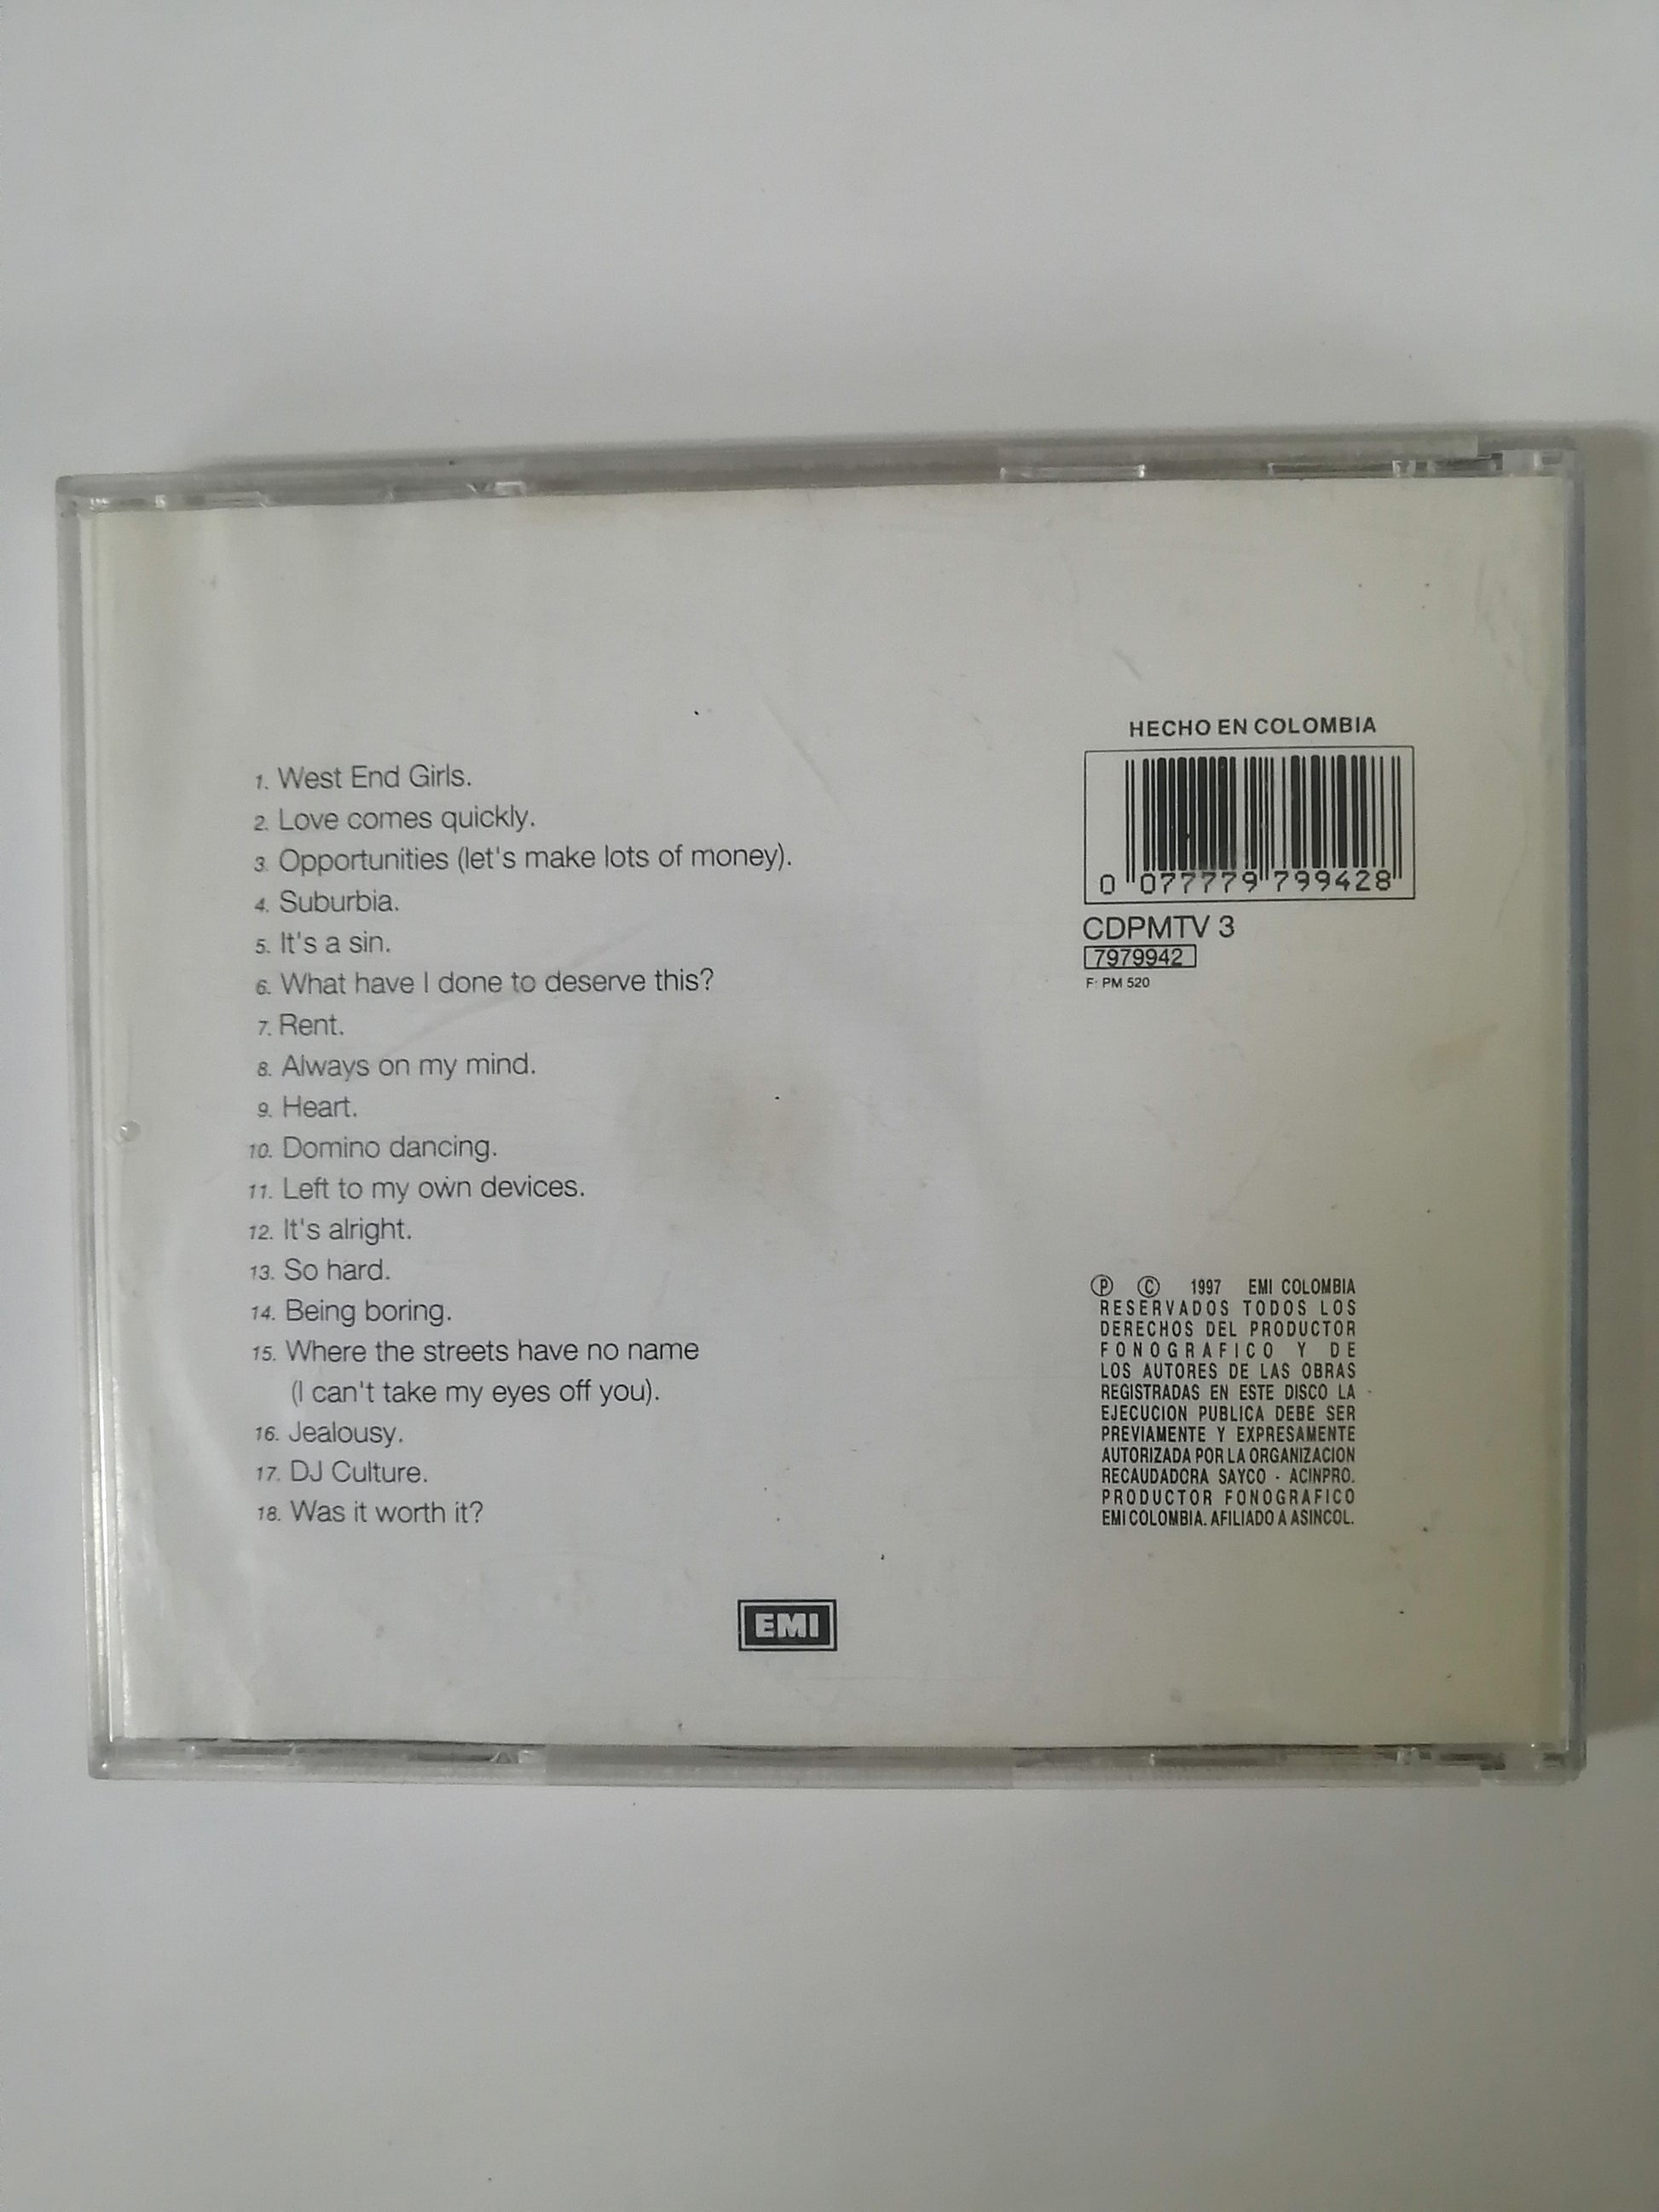 1. West End Girls.
2. Love comes quickly.
3. Opportunities (let's make lots of money).
4. Suburbia.
5. It's a sin.
6. What have I done to deserve this?
7. Rent.
8. Always on my mind.
9. Heart.
10. Domino dancing.
11. Left to my own devices.
12. It's alright.
13. So hard.
14. Being boring.
15. Where the streets have no name
(I can't take my eyes off you).
16. Jealousy.
17. DJ Culture.
18. Was it worth it?
HECHO EN COLOMBIA
0 077779 799428
CDPMTV 3
7979942
F: PM 520
Ⓟ © 1997 EMI COLOMBIA
RESERVADOS TODOS LOS
DERECHOS DEL PRODUCTOR
FONOGRAFICO Y DE
LOS AUTORES DE LAS OBRAS
REGISTRADAS EN ESTE DISCO LA
EJECUCION PUBLICA DEBE SER
PREVIAMENTE Y EXPRESAMENTE
AUTORIZADA POR LA ORGANIZACION
RECAUDADORA SAYCO - ACINPRO.
PRODUCTOR FONOGRAFICO
EMI COLOMBIA. AFILIADO A ASINCOL.
EMI